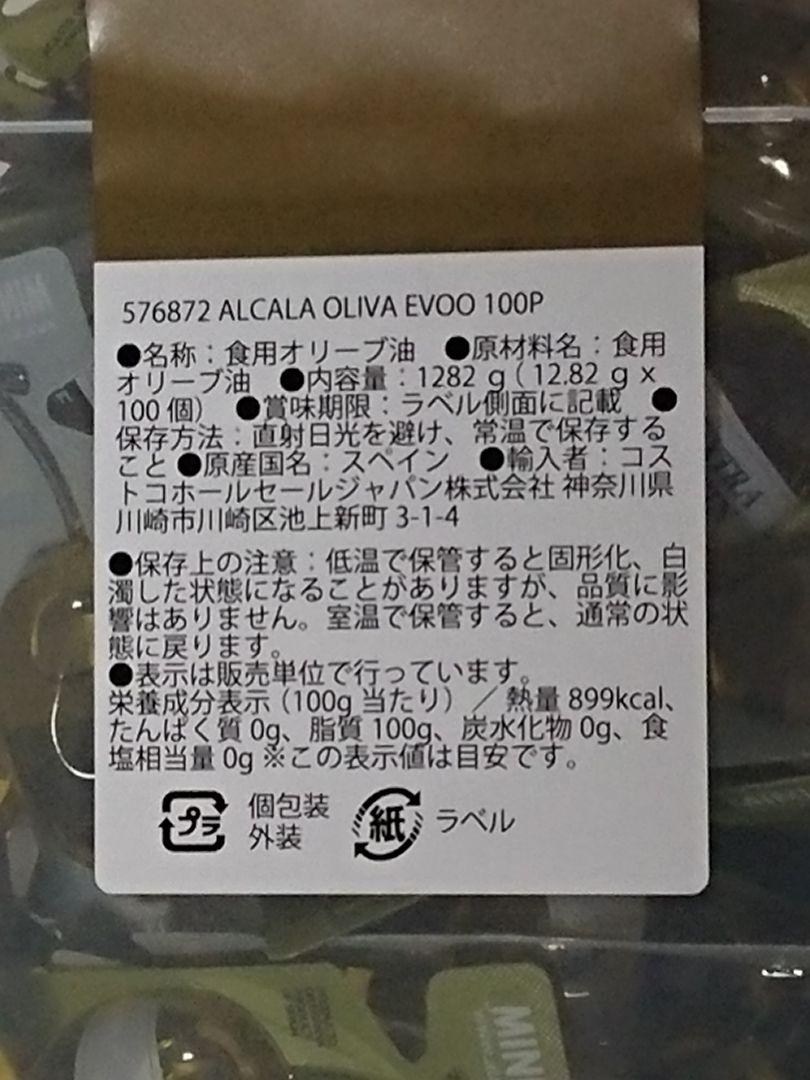 576872 ALCALA OLIVA EVOO 100P
●名称：食用オリーブ油　●原材料名：食用
オリーブ油　●内容量：1282 g ( 12.82 g ×
100 個)　●賞味期限：ラベル側面に記載　●
保存方法：直射日光を避け、常温で保存する
こと ●原産国名：スペイン　●輸入者：コス
トコホールセールジャパン株式会社 神奈川県
川崎市川崎区池上新町 3-1-4
●保存上の注意：低温で保管すると固形化、白
濁した状態になることがありますが、品質に影
響はありません。室温で保管すると、通常の状
態に戻ります。
●表示は販売単位で行っています。
栄養成分表示 (100g 当たり) ／熱量 899kcal、
たんぱく質 0g、脂質 100g、炭水化物 0g、食
塩相当量 0g ※この表示値は目安です。
プラ 個包装
外装
紙 ラベル
MINI